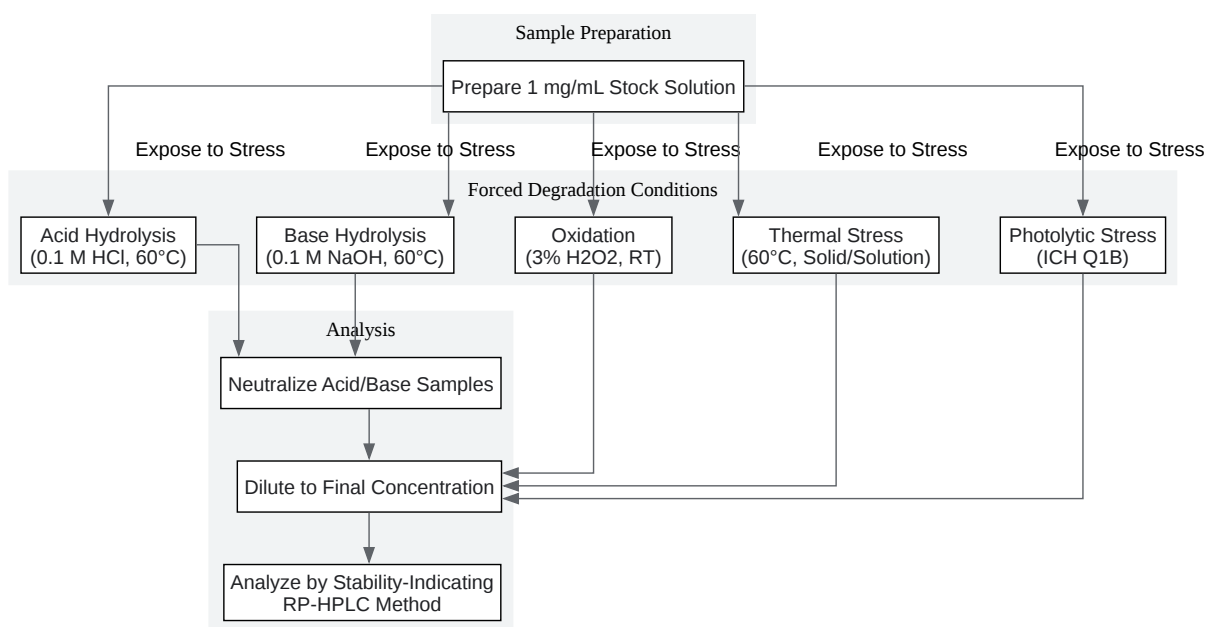 Sample Preparation
Prepare 1 mg/mL Stock Solution
Expose to Stress
Expose to Stress
Expose to Stress
Expose to Stress
Expose to Stress
Forced Degradation Conditions
Acid Hydrolysis
(0.1 M HCl, 60°C)
Base Hydrolysis
(0.1 M NaOH, 60°C)
Oxidation
(3% H2O2, RT)
Thermal Stress
(60°C, Solid/Solution)
Photolytic Stress
(ICH Q1B)
Analysis
Neutralize Acid/Base Samples
Dilute to Final Concentration
Analyze by Stability-Indicating
RP-HPLC Method